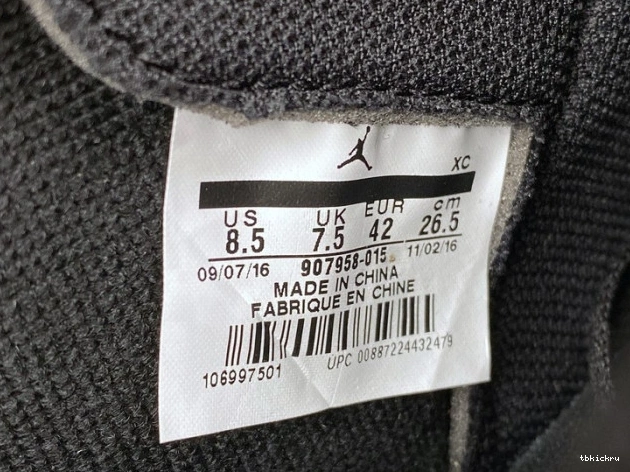 XC
US UK EUR cm
8.5 7.5 42 26.5
09/07/16 907958-015 11/02/16
MADE IN CHINA
FABRIQUE EN CHINE
106997501 UPC 00887224432479
tbkickru